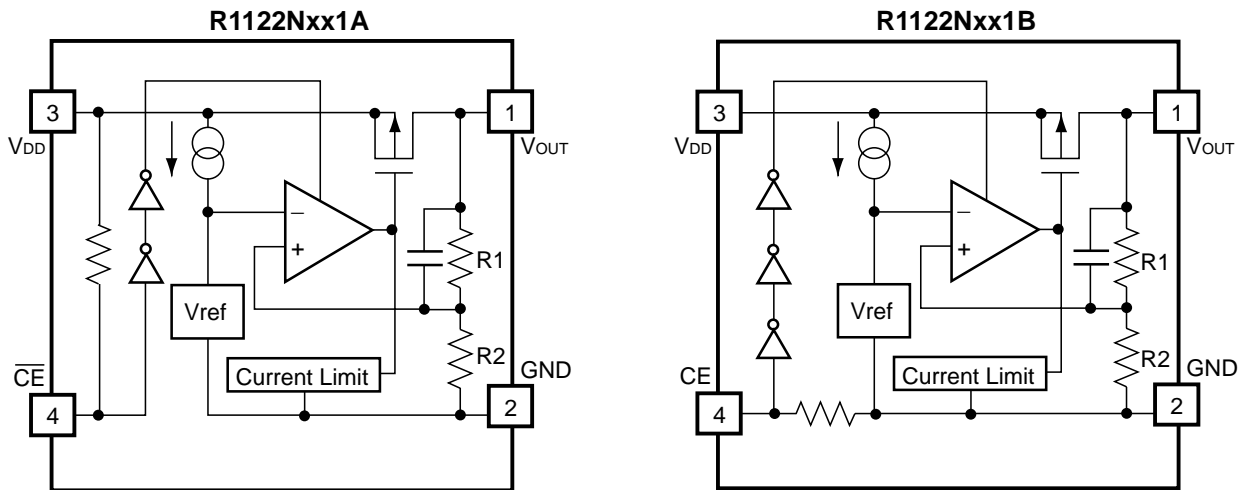 R1122Nxx1A
3
VDD
1
VOUT
−
+
R1
Vref
R2
Current Limit
CE
4
GND
2
R1122Nxx1B
3
VDD
1
VOUT
−
+
R1
Vref
R2
Current Limit
CE
4
GND
2